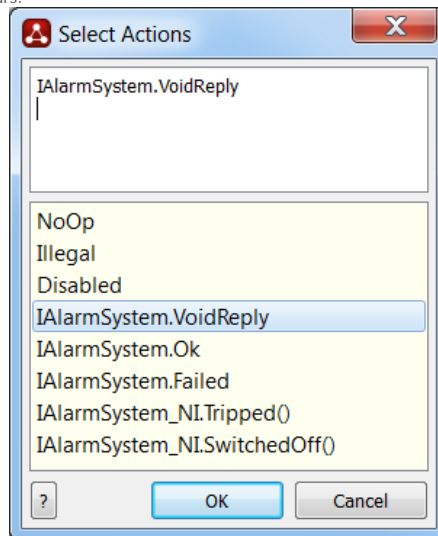 Select Actions
X
IAlarmSystem.VoidReply
NoOp
Illegal
Disabled
IAlarmSystem.VoidReply
IAlarmSystem.Ok
IAlarmSystem.Failed
IAlarmSystem_NI.Tripped()
IAlarmSystem_NI.SwitchedOff()
? OK Cancel